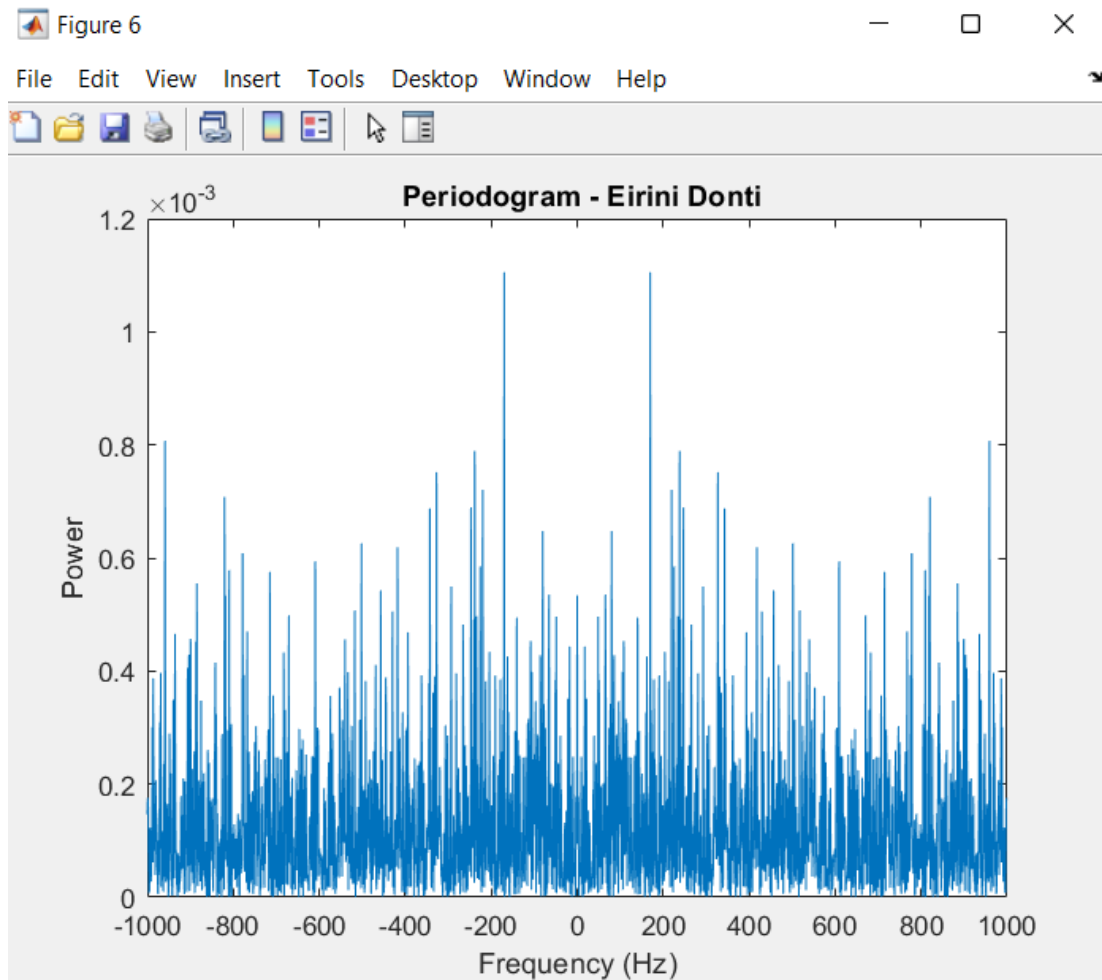 Figure 6
File Edit View Insert Tools Desktop Window Help
×10-3
Periodogram - Eirini Donti
1.2
1
0.8
0.6
0.4
0.2
0
Power
-1000 -800 -600 -400 -200 0 200 400 600 800 1000
Frequency (Hz)